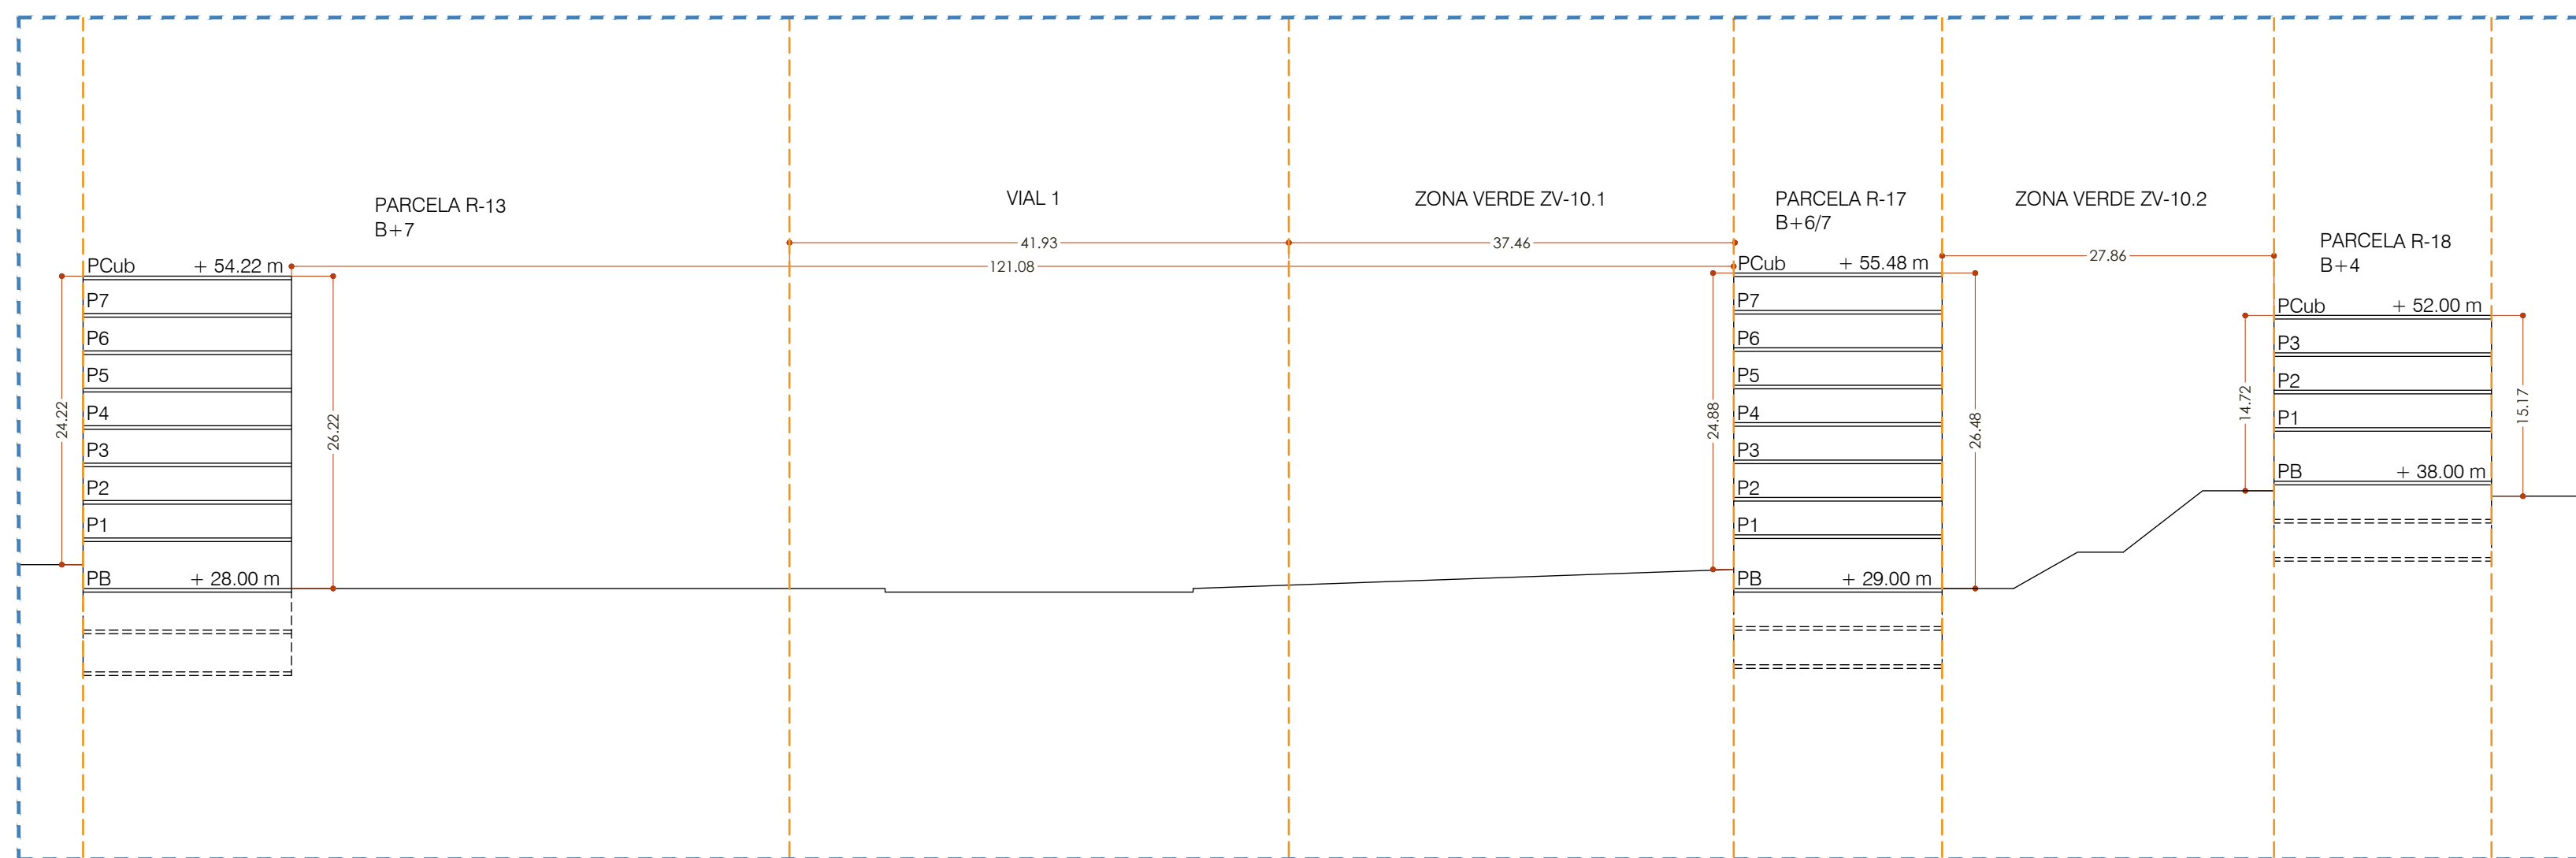 PARCELA R-13
B+7
VIAL 1
ZONA VERDE ZV-10.1
PARCELA R-17
B+6/7
ZONA VERDE ZV-10.2
PARCELA R-18
B+4
41.93
37.46
121.08
27.86
PCub + 54.22 m
P7
P6
P5
P4
P3
P2
P1
PB + 28.00 m
24.22
26.22
PCub + 55.48 m
P7
P6
P5
P4
P3
P2
P1
PB + 29.00 m
24.88
26.48
PCub + 52.00 m
P3
P2
P1
PB + 38.00 m
14.72
15.17